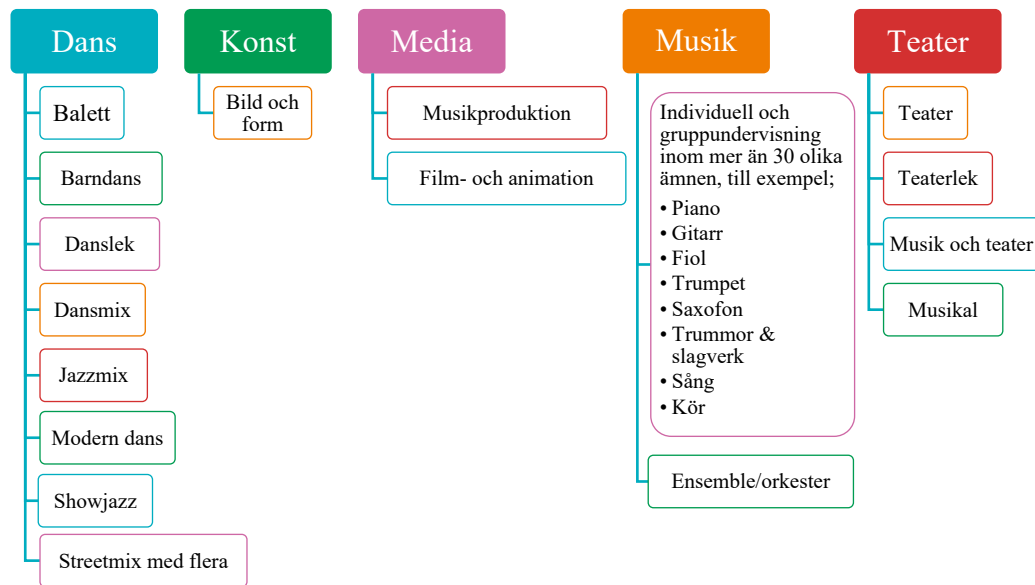 Dans
Balett
Barndans
Danslek
Dansmix
Jazzmix
Modern dans
Showjazz
Streetmix med flera
Konst
Bild och
form
Media
Musikproduktion
Film- och animation
Musik
Individuell och
gruppundervisning
inom mer än 30 olika
ämnen, till exempel;
• Piano
• Gitarr
• Fiol
• Trumpet
• Saxofon
• Trummor &
slagverk
• Sång
• Kör
Ensemble/orkester
Teater
Teater
Teaterlek
Musik och teater
Musikal